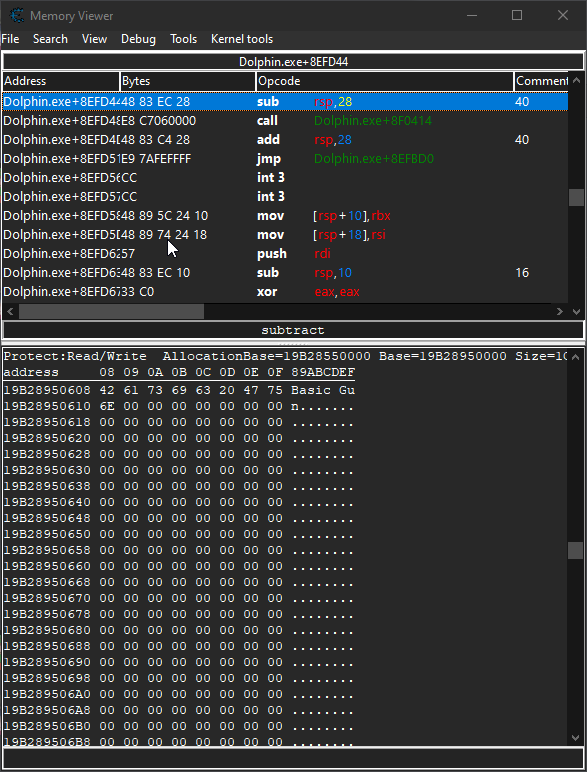 Memory Viewer
File Search View Debug Tools Kernel tools
Dolphin.exe+8EFD44
Address Bytes Opcode Comment
Dolphin.exe+8EFD44 48 83 EC 28 sub rsp,28 40
Dolphin.exe+8EFD48 E8 C7060000 call Dolphin.exe+8F0414
Dolphin.exe+8EFD4D 48 83 C4 28 add rsp,28 40
Dolphin.exe+8EFD51 E9 7AFEFFFF jmp Dolphin.exe+8EFBD0
Dolphin.exe+8EFD56 CC int 3
Dolphin.exe+8EFD57 CC int 3
Dolphin.exe+8EFD58 48 89 5C 24 10 mov [rsp+10],rbx
Dolphin.exe+8EFD5D 48 89 74 24 18 mov [rsp+18],rsi
Dolphin.exe+8EFD62 57 push rdi
Dolphin.exe+8EFD63 48 83 EC 10 sub rsp,10 16
Dolphin.exe+8EFD67 33 C0 xor eax,eax
subtract
Protect:Read/Write AllocationBase=19B28550000 Base=19B28950000 Size=10
address 08 09 0A 0B 0C 0D 0E 0F 89ABCDEF
19B28950608 42 61 73 69 63 20 47 75 Basic Gu
19B28950610 6E 00 00 00 00 00 00 00 n.......
19B28950618 00 00 00 00 00 00 00 00 ........
19B28950620 00 00 00 00 00 00 00 00 ........
19B28950628 00 00 00 00 00 00 00 00 ........
19B28950630 00 00 00 00 00 00 00 00 ........
19B28950638 00 00 00 00 00 00 00 00 ........
19B28950640 00 00 00 00 00 00 00 00 ........
19B28950648 00 00 00 00 00 00 00 00 ........
19B28950650 00 00 00 00 00 00 00 00 ........
19B28950658 00 00 00 00 00 00 00 00 ........
19B28950660 00 00 00 00 00 00 00 00 ........
19B28950668 00 00 00 00 00 00 00 00 ........
19B28950670 00 00 00 00 00 00 00 00 ........
19B28950678 00 00 00 00 00 00 00 00 ........
19B28950680 00 00 00 00 00 00 00 00 ........
19B28950688 00 00 00 00 00 00 00 00 ........
19B28950690 00 00 00 00 00 00 00 00 ........
19B28950698 00 00 00 00 00 00 00 00 ........
19B289506A0 00 00 00 00 00 00 00 00 ........
19B289506A8 00 00 00 00 00 00 00 00 ........
19B289506B0 00 00 00 00 00 00 00 00 ........
19B289506B8 00 00 00 00 00 00 00 00 ........